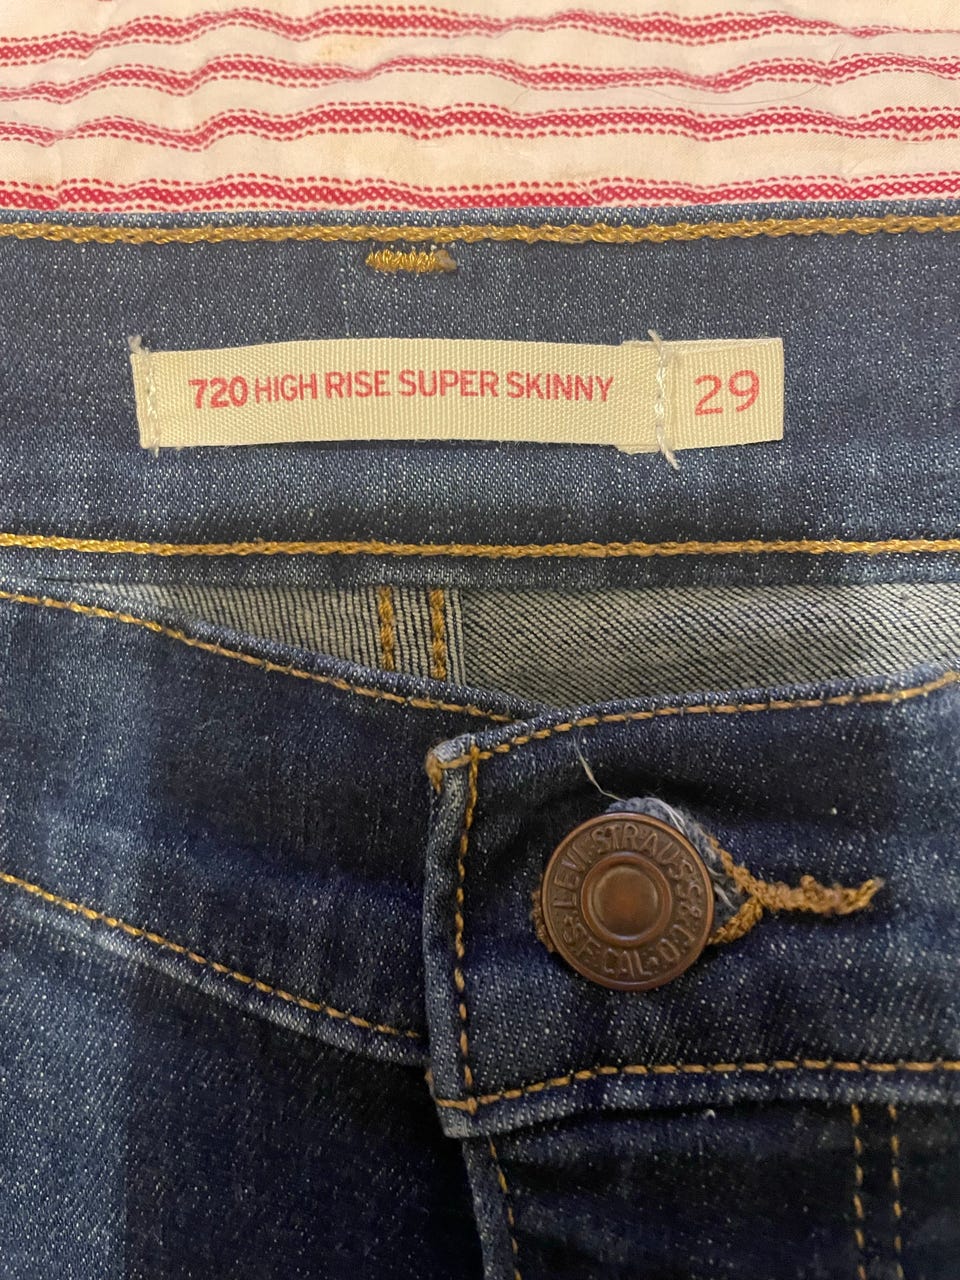 720 HIGH RISE SUPER SKINNY 29
LEVI STRAUSS & CO. S.F. CAL.